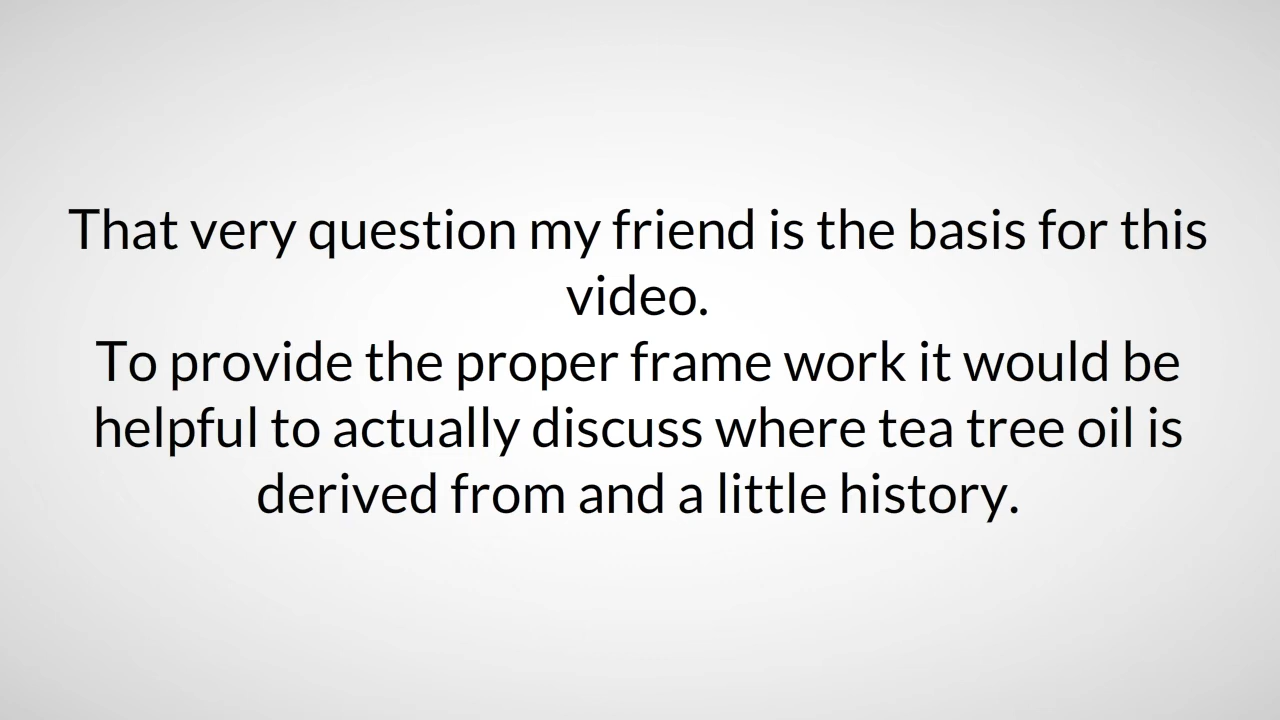 That very question my friend is the basis for this
video.
To provide the proper frame work it would be
helpful to actually discuss where tea tree oil is
derived from and a little history.